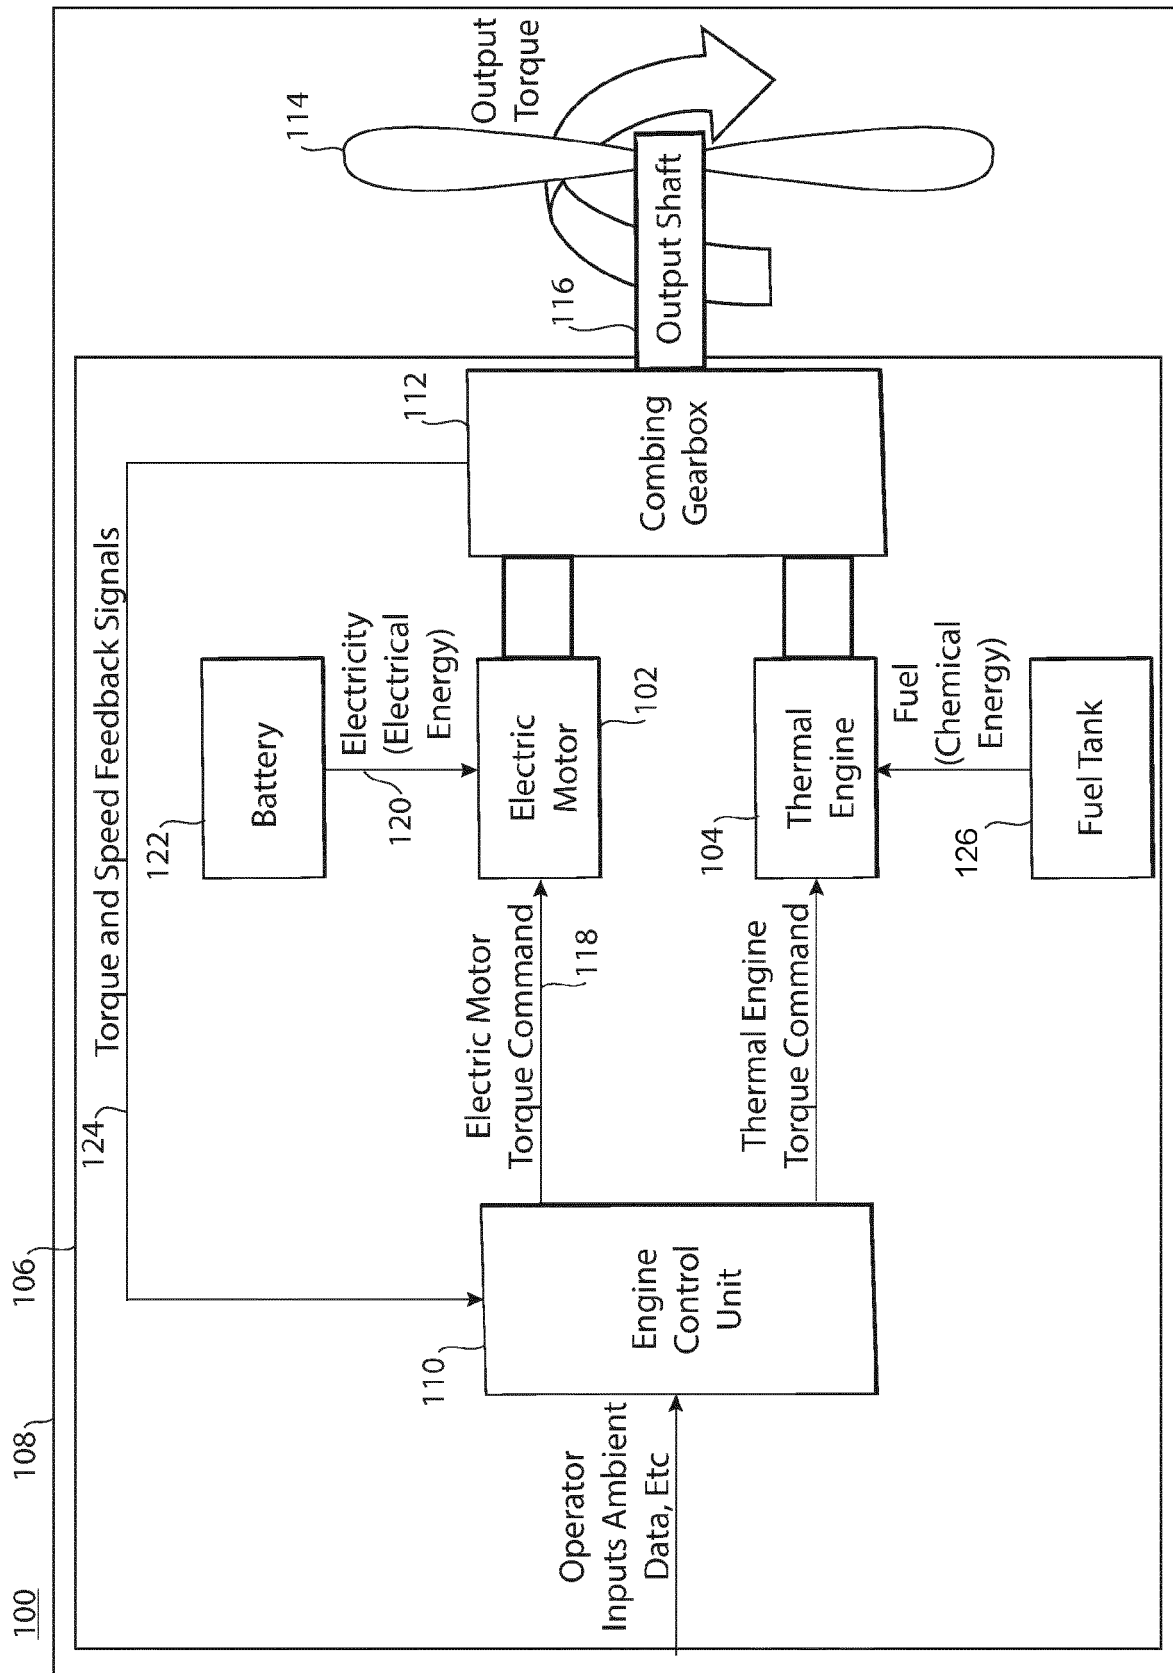 100
108
106
124
Torque and Speed Feedback Signals
122
Battery
120
Electricity
(Electrical
Energy)
Operator
Inputs Ambient
Data, Etc
110
Engine
Control
Unit
Electric Motor
Torque Command
118
Electric
Motor
102
Thermal Engine
Torque Command
104
Thermal
Engine
Fuel
(Chemical
Energy)
126
Fuel Tank
112
Combing
Gearbox
116
Output Shaft
114
Output
Torque